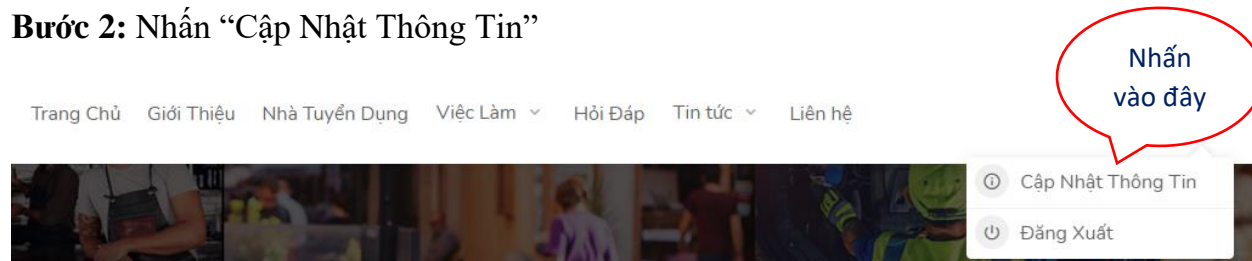 Bước 2: Nhấn “Cập Nhật Thông Tin”
Nhấn
vào đây
Trang Chủ Giới Thiệu Nhà Tuyển Dụng Việc Làm Hỏi Đáp Tin tức Liên hệ
Cập Nhật Thông Tin
Đăng Xuất